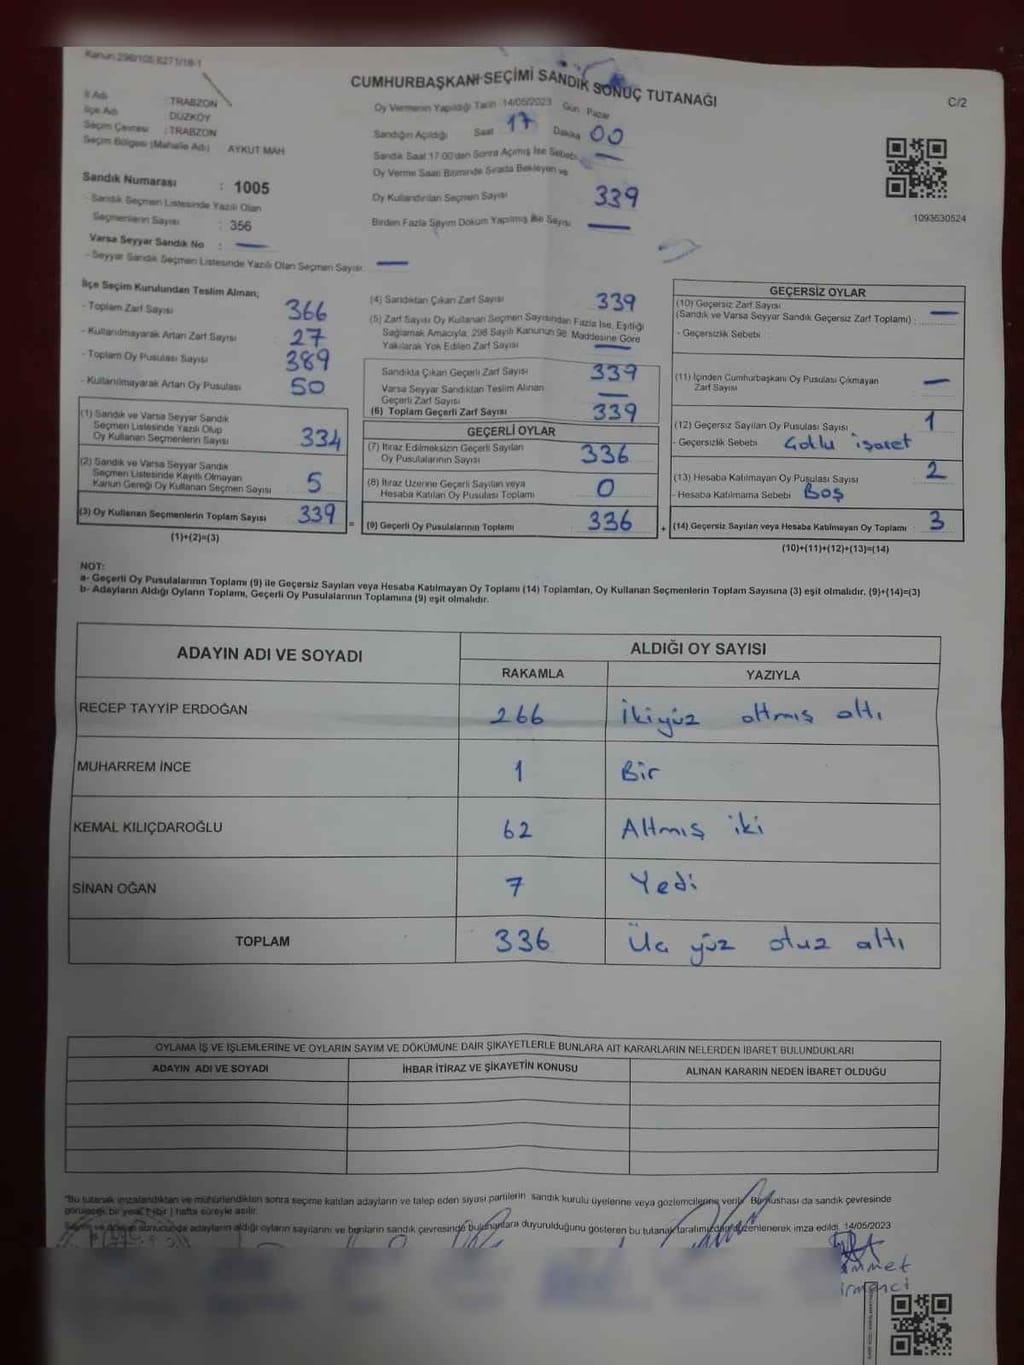 Kanun:298/105.6271/18-1
CUMHURBAŞKANI SEÇİMİ SANDIK SONUÇ TUTANAĞI
C/2
İl Adı : TRABZON
İlçe Adı : DÜZKÖY
Seçim Çevresi : TRABZON
Seçim Bölgesi (Mahalle Adı) AYKUT MAH
Sandık Numarası : 1005
- Sandık Seçmen Listesinde Yazılı Olan
Seçmenlerin Sayısı : 356
Varsa Seyyar Sandık No : —
- Seyyar Sandık Seçmen Listesinde Yazılı Olan Seçmen Sayısı: —
Oy Vermenin Yapıldığı Tarih 14/05/2023 Gün Pazar
Sandığın Açıldığı Saat 17 Dakika 00
Sandık Saat 17:00'den Sonra Açılmış İse Sebebi —
Oy Verme Saati Bitiminde Sırada Bekleyen ve
Oy Kullandırılan Seçmen Sayısı 339
Birden Fazla Sayım Döküm Yapılmış İse Sayısı —
1093630524
İlçe Seçim Kurulundan Teslim Alınan;
- Toplam Zarf Sayısı 366
- Kullanılmayarak Artan Zarf Sayısı 27
- Toplam Oy Pusulası Sayısı 389
- Kullanılmayarak Artan Oy Pusulası 50
(1) Sandık ve Varsa Seyyar Sandık
Seçmen Listesinde Yazılı Olup
Oy Kullanan Seçmenlerin Sayısı 334
(2) Sandık ve Varsa Seyyar Sandık
Seçmen Listesinde Kayıtlı Olmayan
Kanun Gereği Oy Kullanan Seçmen Sayısı 5
(3) Oy Kullanan Seçmenlerin Toplam Sayısı 339
(1)+(2)=(3)
(4) Sandıktan Çıkan Zarf Sayısı 339
(5) Zarf Sayısı Oy Kullanan Seçmen Sayısından Fazla İse, Eşitliği
Sağlamak Amacıyla, 298 Sayılı Kanunun 98. Maddesine Göre
Yakılarak Yok Edilen Zarf Sayısı —
Sandıkta Çıkan Geçerli Zarf Sayısı 339
Varsa Seyyar Sandıktan Teslim Alınan
Geçerli Zarf Sayısı —
(6) Toplam Geçerli Zarf Sayısı 339
GEÇERLİ OYLAR
(7) İtiraz Edilmeksizin Geçerli Sayılan
Oy Pusulalarının Sayısı 336
(8) İtiraz Üzerine Geçerli Sayılan veya
Hesaba Katılan Oy Pusulası Toplamı 0
= (9) Geçerli Oy Pusulalarının Toplamı 336
GEÇERSİZ OYLAR
(10) Geçersiz Zarf Sayısı
(Sandık ve Varsa Seyyar Sandık Geçersiz Zarf Toplamı) : —
- Geçersizlik Sebebi :
(11) İçinden Cumhurbaşkanı Oy Pusulası Çıkmayan
Zarf Sayısı —
(12) Geçersiz Sayılan Oy Pusulası Sayısı 1
- Geçersizlik Sebebi Çoklu işaret
(13) Hesaba Katılmayan Oy Pusulası Sayısı 2
- Hesaba Katılmama Sebebi BOŞ
+ (14) Geçersiz Sayılan veya Hesaba Katılmayan Oy Toplamı 3
(10)+(11)+(12)+(13)=(14)
NOT:
a- Geçerli Oy Pusulalarının Toplamı (9) ile Geçersiz Sayılan veya Hesaba Katılmayan Oy Toplamı (14) Toplamları, Oy Kullanan Seçmenlerin Toplam Sayısına (3) eşit olmalıdır. (9)+(14)=(3)
b- Adayların Aldığı Oyların Toplamı, Geçerli Oy Pusulalarının Toplamına (9) eşit olmalıdır.
ADAYIN ADI VE SOYADI ALDIĞI OY SAYISI
RAKAMLA YAZIYLA
RECEP TAYYİP ERDOĞAN 266 İkiyüz altmış altı
MUHARREM İNCE 1 Bir
KEMAL KILIÇDAROĞLU 62 Altmış iki
SİNAN OĞAN 7 Yedi
TOPLAM 336 Üç yüz otuz altı
OYLAMA İŞ VE İŞLEMLERİNE VE OYLARIN SAYIM VE DÖKÜMÜNE DAİR ŞİKAYETLERLE BUNLARA AİT KARARLARIN NELERDEN İBARET BULUNDUKLARI
ADAYIN ADI VE SOYADI İHBAR İTİRAZ VE ŞİKAYETİN KONUSU ALINAN KARARIN NEDEN İBARET OLDUĞU
"Bu tutanak imzalandıktan ve mühürlendikten sonra seçime katılan adayların ve talep eden siyasi partilerin sandık kurulu üyelerine veya gözlemcilerine verilir. Bir nüshası da sandık çevresinde
görülecek bir yere 1 (bir) hafta süreyle asılır.
sonucunda adayların aldığı oyların sayılarını ve bunların sandık çevresinde bulunanlara duyurulduğunu gösteren bu tutanak tarafımızdan düzenlenerek imza edildi. 14/05/2023